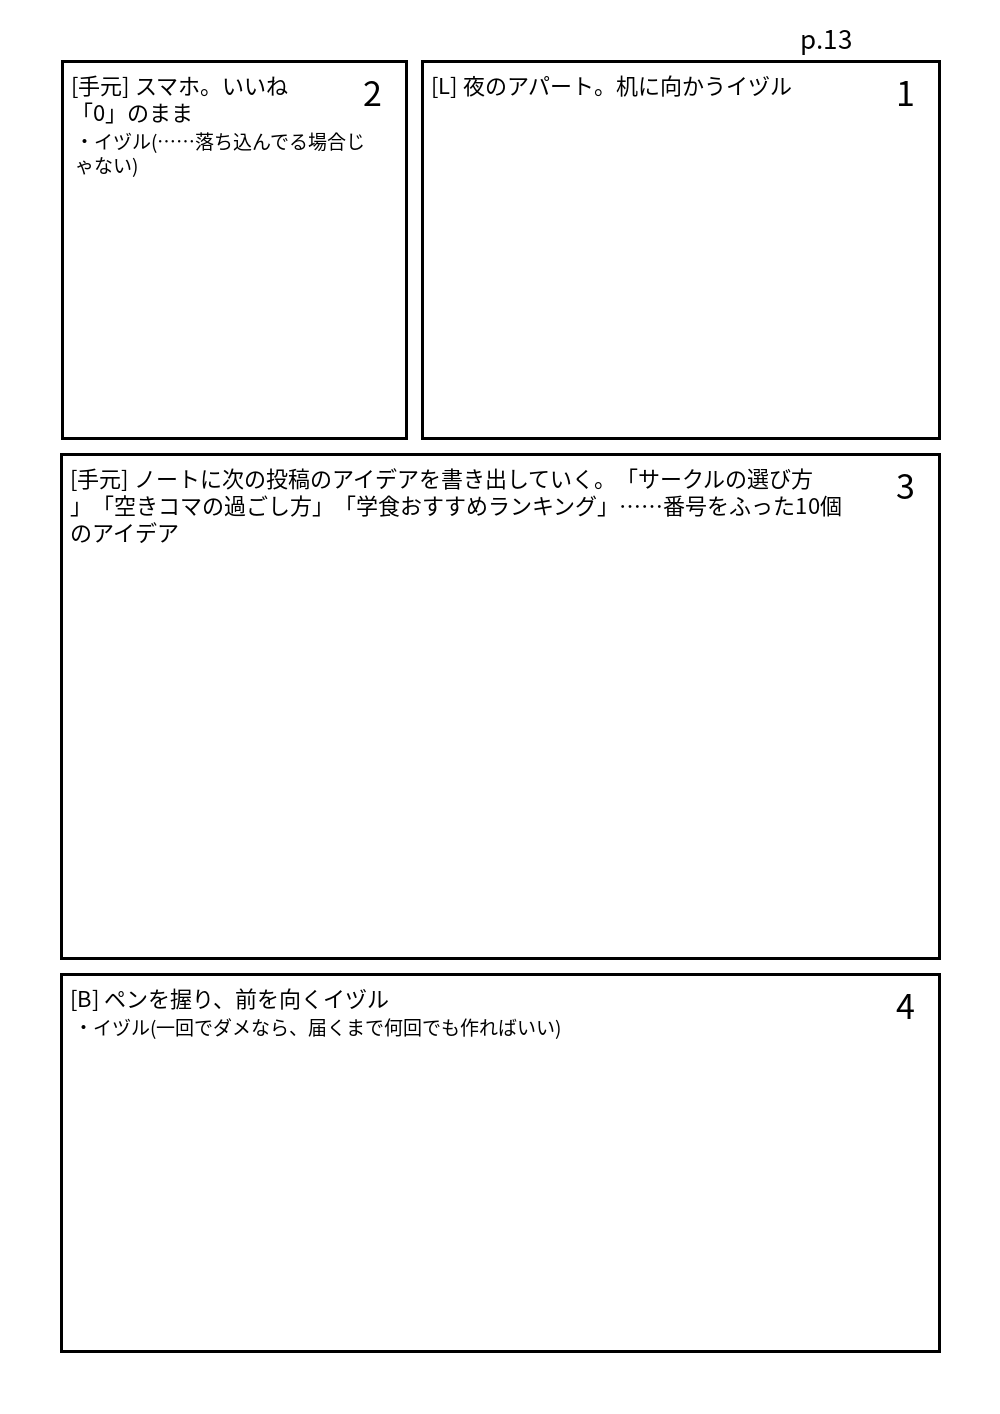 p.13
[L] 夜のアパート。机に向かうイヅル
1
[手元] スマホ。いいね
「0」のまま
2
・イヅル(……落ち込んでる場合じ
ゃない)
[手元] ノートに次の投稿のアイデアを書き出していく。「サークルの選び方
」「空きコマの過ごし方」「学食おすすめランキング」……番号をふった10個
のアイデア
3
[B] ペンを握り、前を向くイヅル
4
・イヅル(一回でダメなら、届くまで何回でも作ればいい)